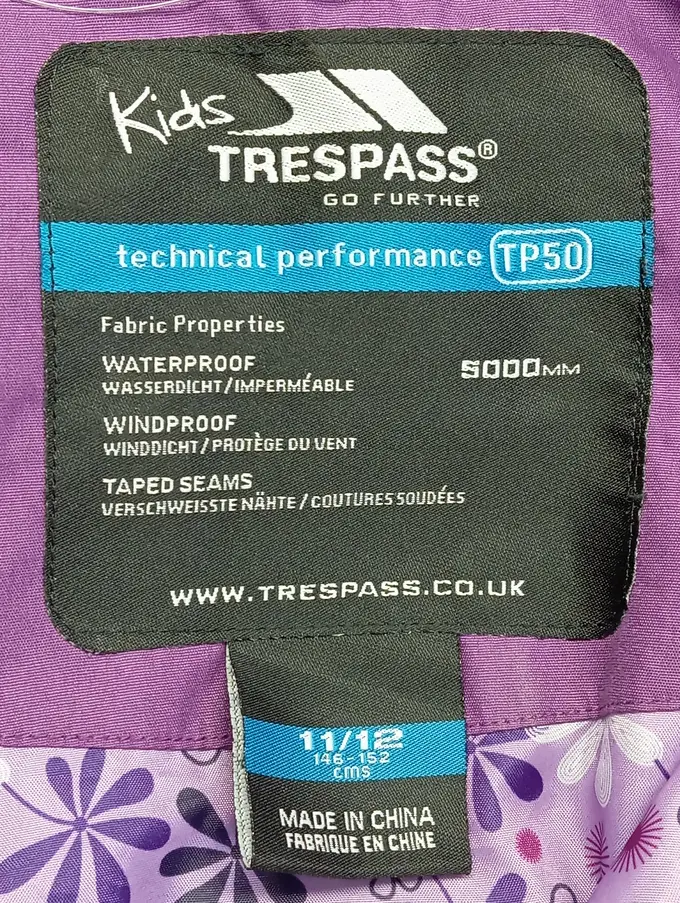 Kids
TRESPASS®
GO FURTHER
technical performance TP50
Fabric Properties
WATERPROOF 5000MM
WASSERDICHT/IMPERMÉABLE
WINDPROOF
WINDDICHT/PROTÈGE DU VENT
TAPED SEAMS
VERSCHWEISSTE NÄHTE/COUTURES SOUDÉES
WWW.TRESPASS.CO.UK
11/12
146-152
CMS
MADE IN CHINA
FABRIQUE EN CHINE